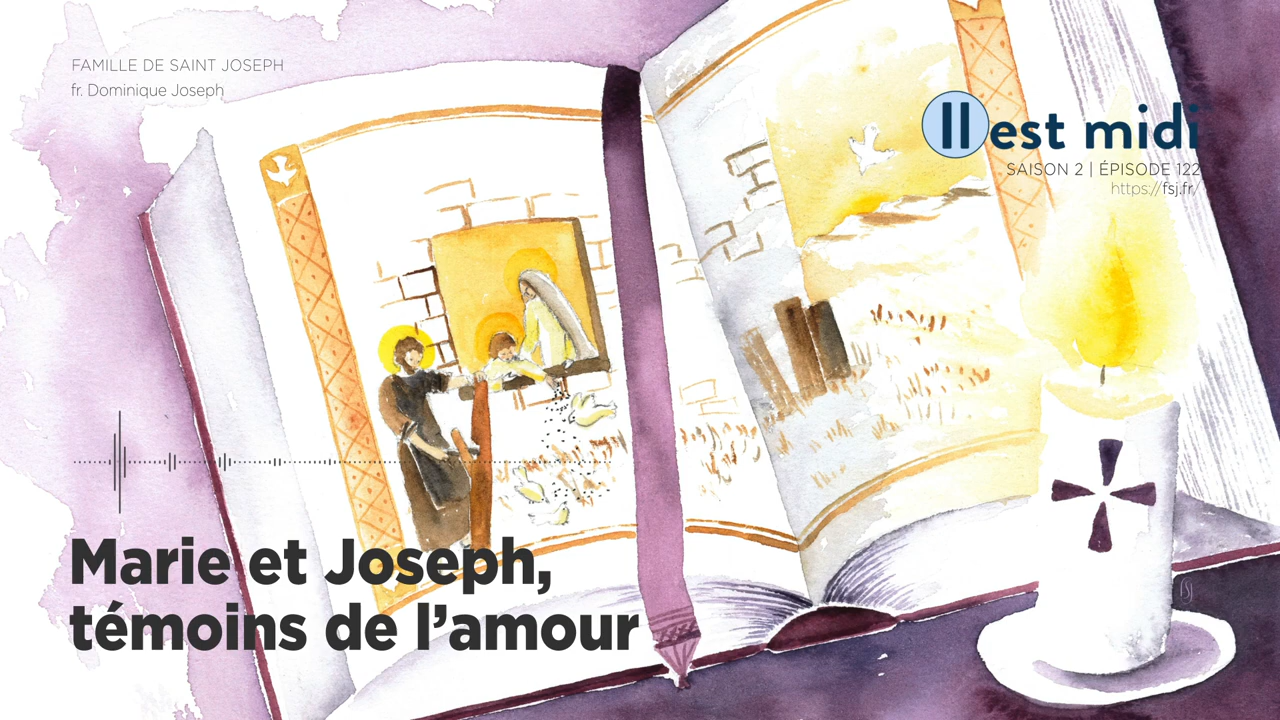 FAMILLE DE SAINT JOSEPH
fr. Dominique Joseph
Il est midi
SAISON 2 | ÉPISODE 122
https://fsj.fr/
Marie et Joseph,
témoins de l’amour